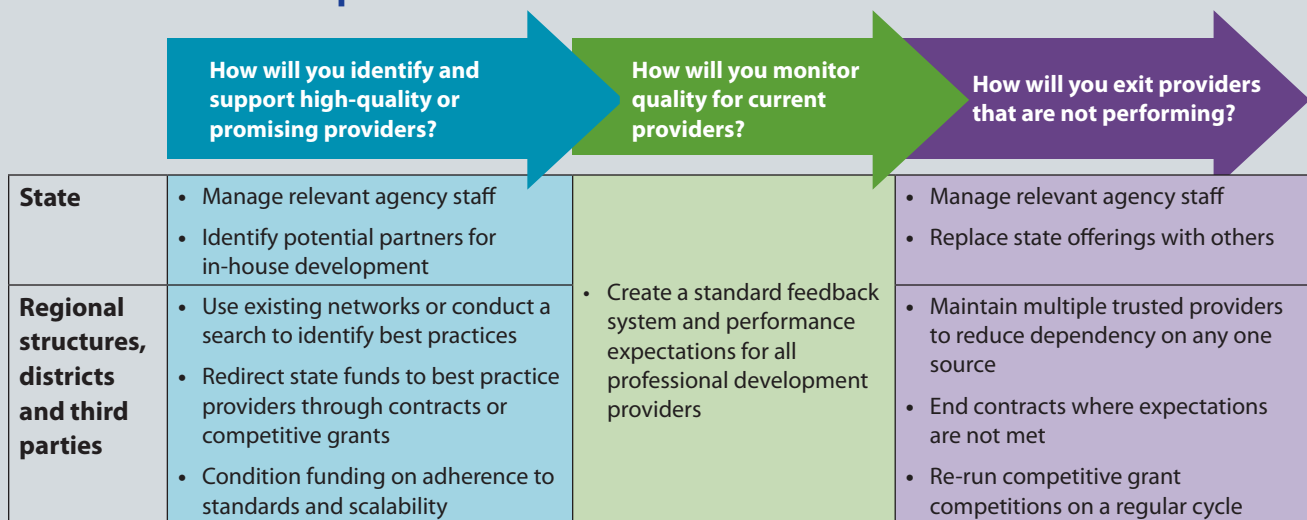 How will you identify and
support high-quality or
promising providers?
How will you monitor
quality for current
providers?
How will you exit providers
that are not performing?
State
• Manage relevant agency staff
• Identify potential partners for
in-house development
• Manage relevant agency staff
• Replace state offerings with others
Regional
structures,
districts
and third
parties
• Use existing networks or conduct a
search to identify best practices
• Redirect state funds to best practice
providers through contracts or
competitive grants
• Condition funding on adherence to
standards and scalability
• Create a standard feedback
system and performance
expectations for all
professional development
providers
• Maintain multiple trusted providers
to reduce dependency on any one
source
• End contracts where expectations
are not met
• Re-run competitive grant
competitions on a regular cycle